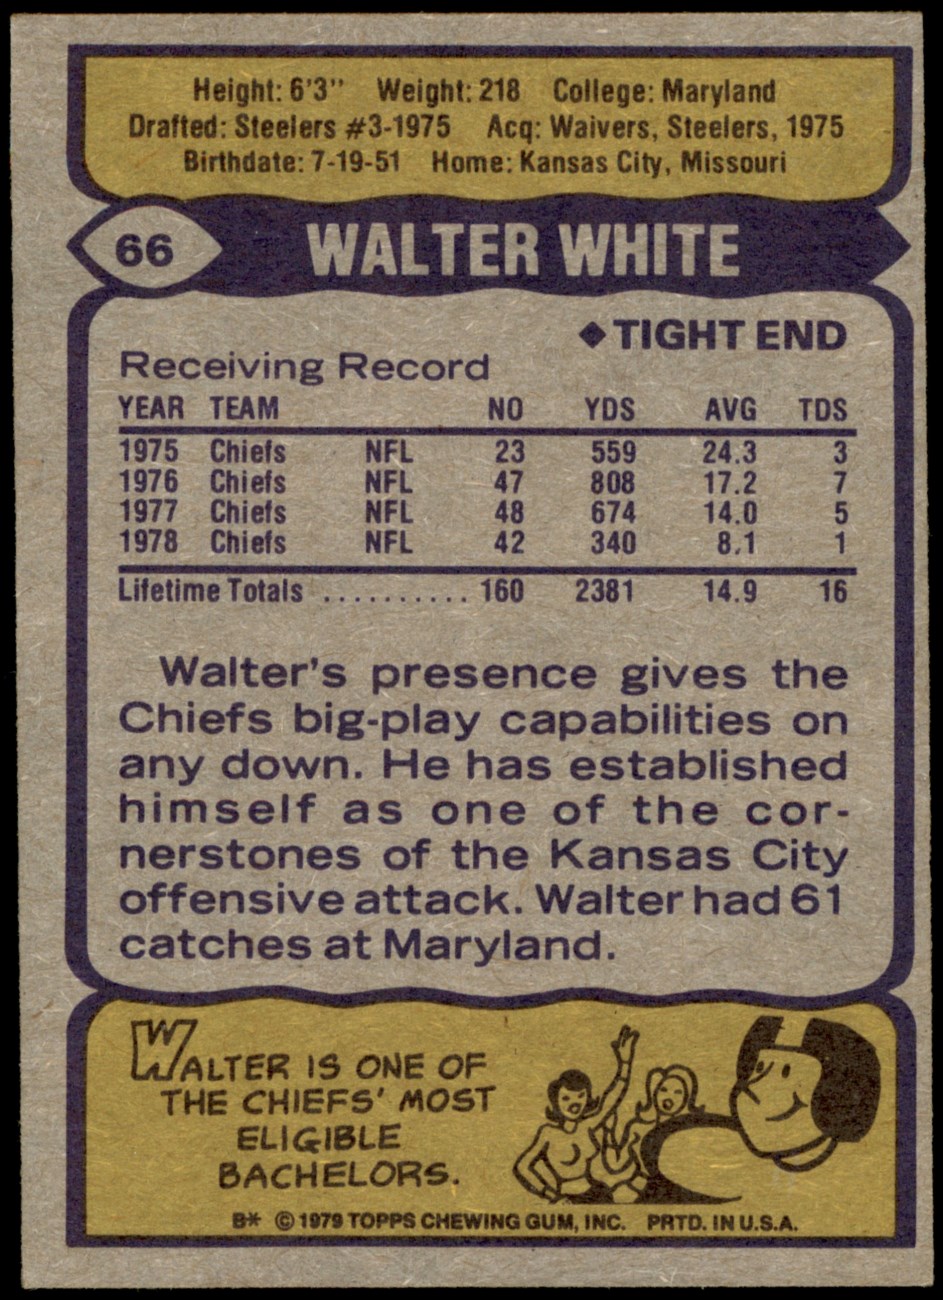 Height: 6'3" Weight: 218 College: Maryland
Drafted: Steelers #3-1975 Acq: Waivers, Steelers, 1975
Birthdate: 7-19-51 Home: Kansas City, Missouri
66 WALTER WHITE
◆TIGHT END
Receiving Record
YEAR TEAM NO YDS AVG TDS
1975 Chiefs NFL 23 559 24.3 3
1976 Chiefs NFL 47 808 17.2 7
1977 Chiefs NFL 48 674 14.0 5
1978 Chiefs NFL 42 340 8.1 1
Lifetime Totals .......... 160 2381 14.9 16
Walter's presence gives the
Chiefs big-play capabilities on
any down. He has established
himself as one of the cor-
nerstones of the Kansas City
offensive attack. Walter had 61
catches at Maryland.
WALTER IS ONE OF
THE CHIEFS' MOST
ELIGIBLE
BACHELORS.
B* © 1979 TOPPS CHEWING GUM, INC. PRTD. IN U.S.A.